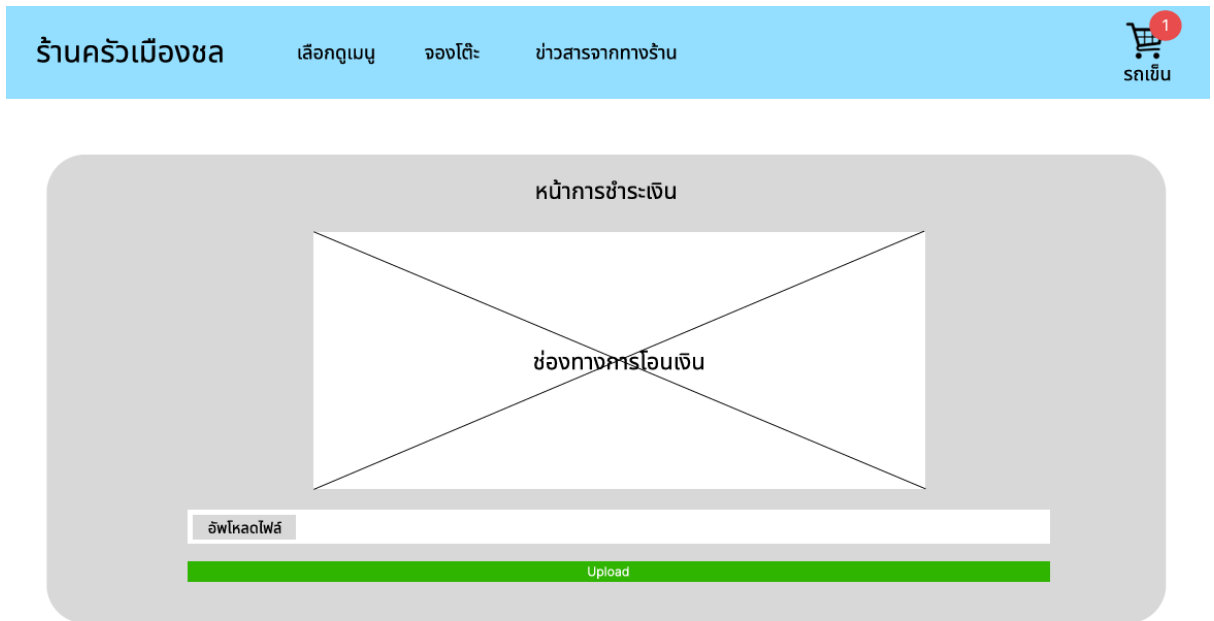 ร้านครัวเมืองชล
เลือกดูเมนู
จองโต๊ะ
ข่าวสารจากทางร้าน
1
รถเข็น
หน้าการชำระเงิน
ช่องทางการโอนเงิน
อัพโหลดไฟล์
Upload